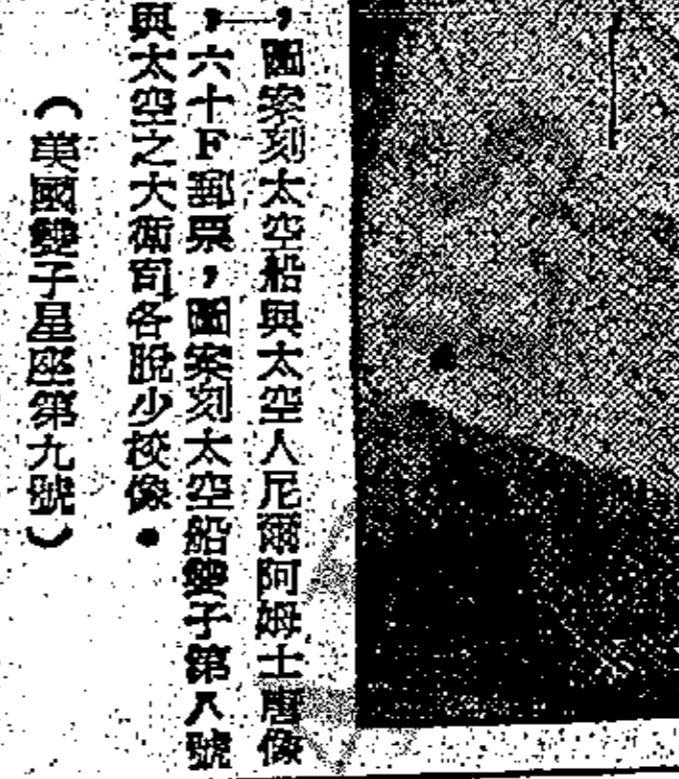 ，圖案刻太空船與太空人尼爾阿姆士唐像
，六十F郵票，圖案刻太空船雙子第八號
與太空之大衛司各脫少校像．
（美國雙子星座第九號）